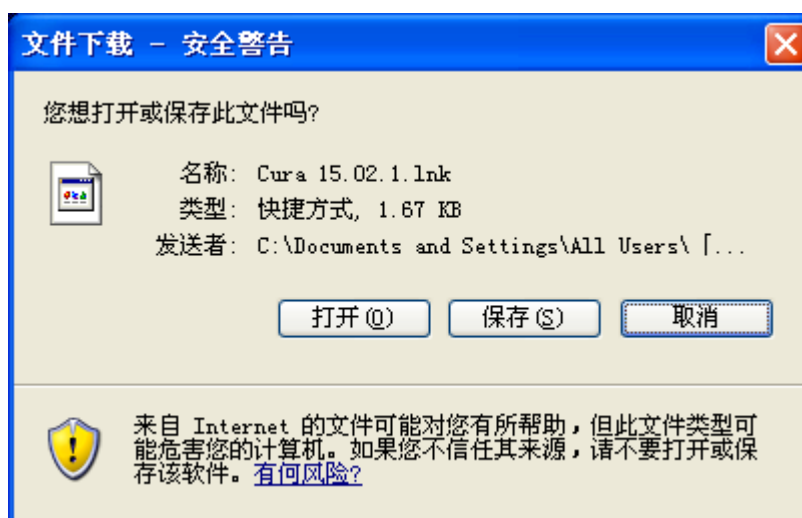 文件下载 - 安全警告
您想打开或保存此文件吗?
名称: Cura 15.02.1.lnk
类型: 快捷方式, 1.67 KB
发送者: C:\Documents and Settings\All Users\「...
打开(O) 保存(S) 取消
来自 Internet 的文件可能对您有所帮助，但此文件类型可
能危害您的计算机。如果您不信任其来源，请不要打开或保
存该软件。有何风险?